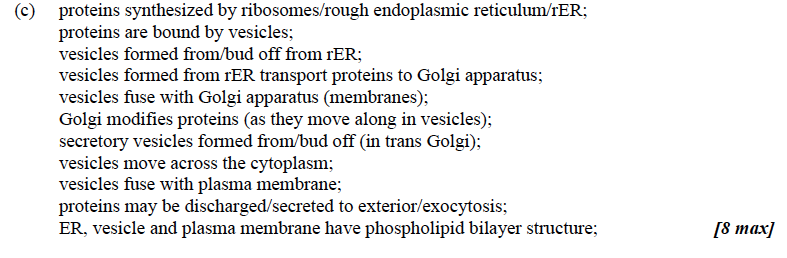 (c) proteins synthesized by ribosomes/rough endoplasmic reticulum/rER;
proteins are bound by vesicles;
vesicles formed from/bud off from rER;
vesicles formed from rER transport proteins to Golgi apparatus;
vesicles fuse with Golgi apparatus (membranes);
Golgi modifies proteins (as they move along in vesicles);
secretory vesicles formed from/bud off (in trans Golgi);
vesicles move across the cytoplasm;
vesicles fuse with plasma membrane;
proteins may be discharged/secreted to exterior/exocytosis;
ER, vesicle and plasma membrane have phospholipid bilayer structure; [8 max]